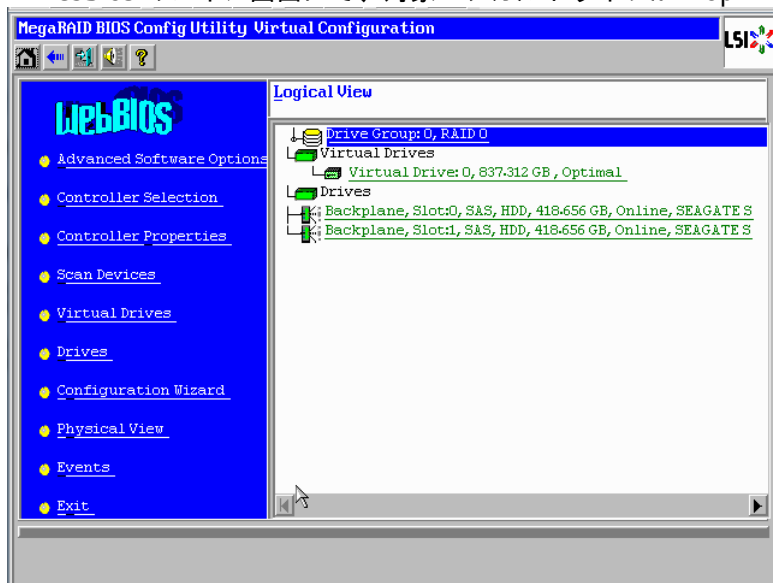 MegaRAID BIOS Config Utility Virtual Configuration
LSI
WebBIOS
Advanced Software Options
Controller Selection
Controller Properties
Scan Devices
Virtual Drives
Drives
Configuration Wizard
Physical View
Events
Exit
Logical View
Drive Group: 0, RAID 0
Virtual Drives
Virtual Drive: 0, 837.312 GB , Optimal
Drives
Backplane, Slot:0, SAS, HDD, 418.656 GB, Online, SEAGATE S
Backplane, Slot:1, SAS, HDD, 418.656 GB, Online, SEAGATE S